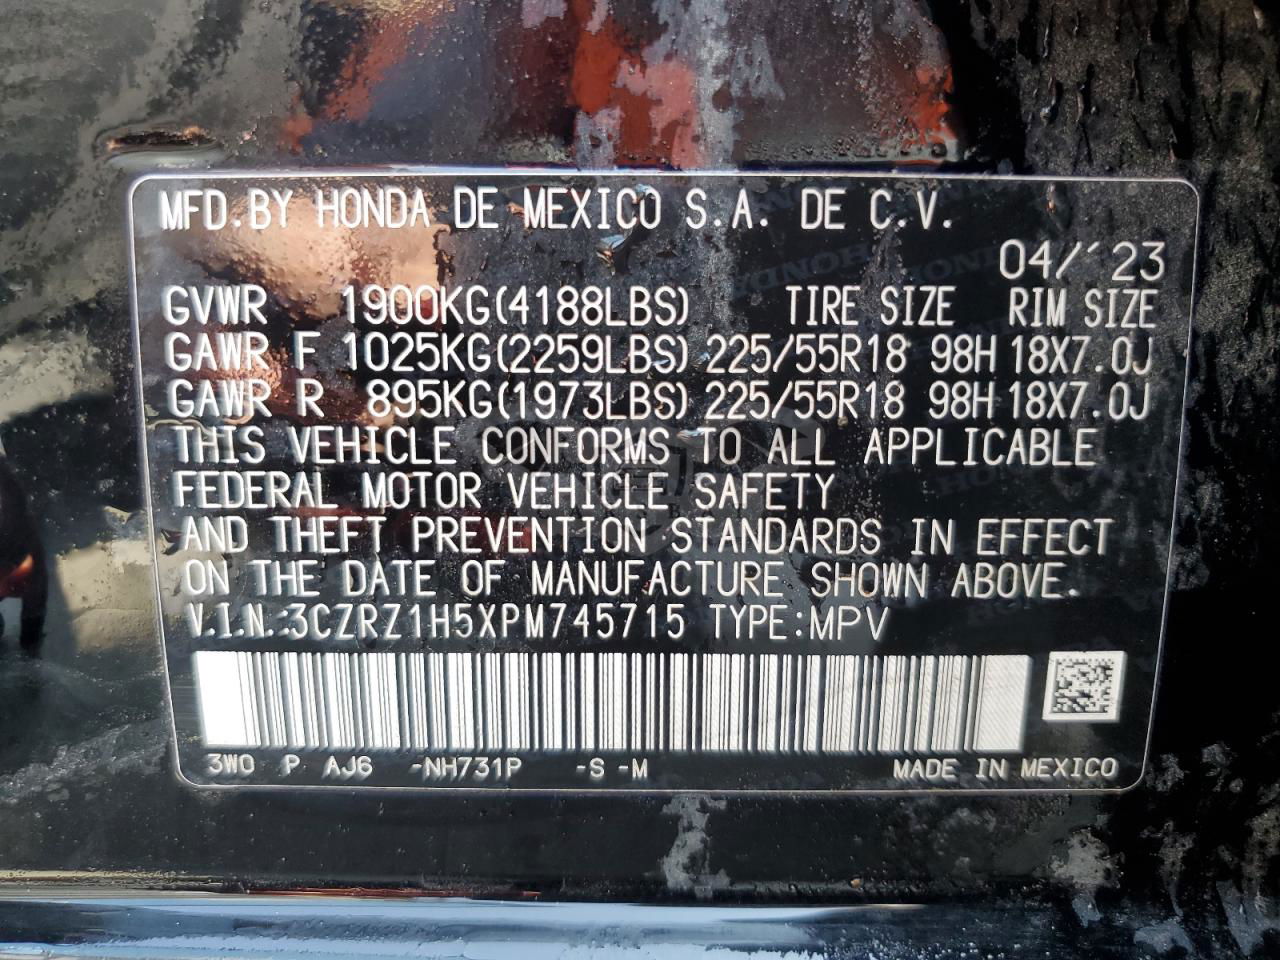 MFD.BY HONDA DE MEXICO S.A. DE C.V.
04/'23
GVWR 1900KG(4188LBS) TIRE SIZE RIM SIZE
GAWR F 1025KG(2259LBS) 225/55R18 98H 18X7.0J
GAWR R 895KG(1973LBS) 225/55R18 98H 18X7.0J
THIS VEHICLE CONFORMS TO ALL APPLICABLE
FEDERAL MOTOR VEHICLE SAFETY
AND THEFT PREVENTION STANDARDS IN EFFECT
ON THE DATE OF MANUFACTURE SHOWN ABOVE.
V.I.N.:3CZRZ1H5XPM745715 TYPE:MPV
3W0 P AJ6 -NH731P -S -M MADE IN MEXICO